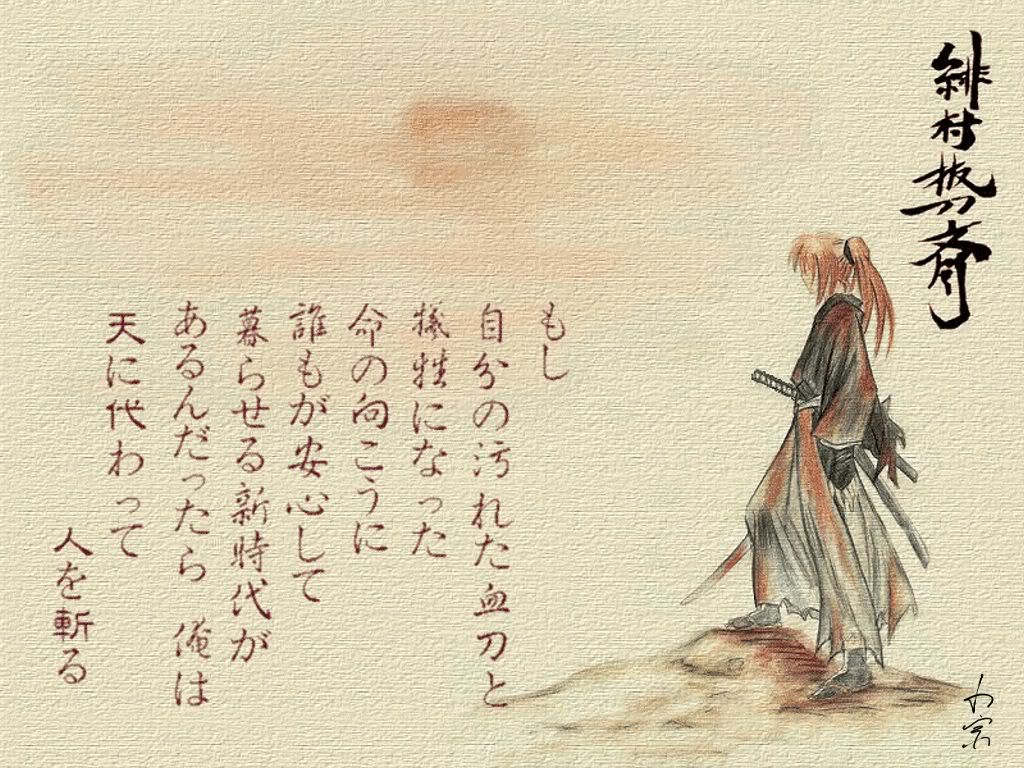 緋村抜刀斎
もし
自分の汚れた血刀と
犠牲になった
命の向こうに
誰もが安心して
暮らせる新時代が
あるんだったら 俺は
天に代わって
人を斬る